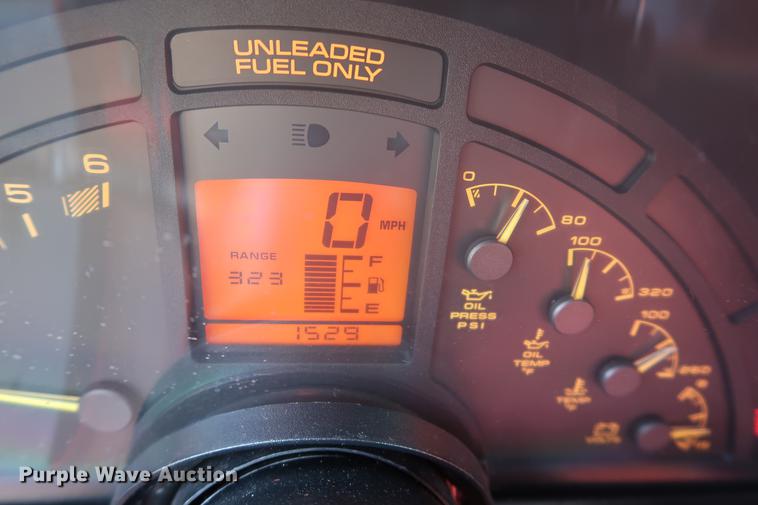 UNLEADED
FUEL ONLY
5 6
0 MPH
RANGE
323
F
E
1529
0 80
OIL
PRESS
PSI
100 320
OIL
TEMP
°F
100 260
TEMP
°F
VOLTS
Purple Wave Auction